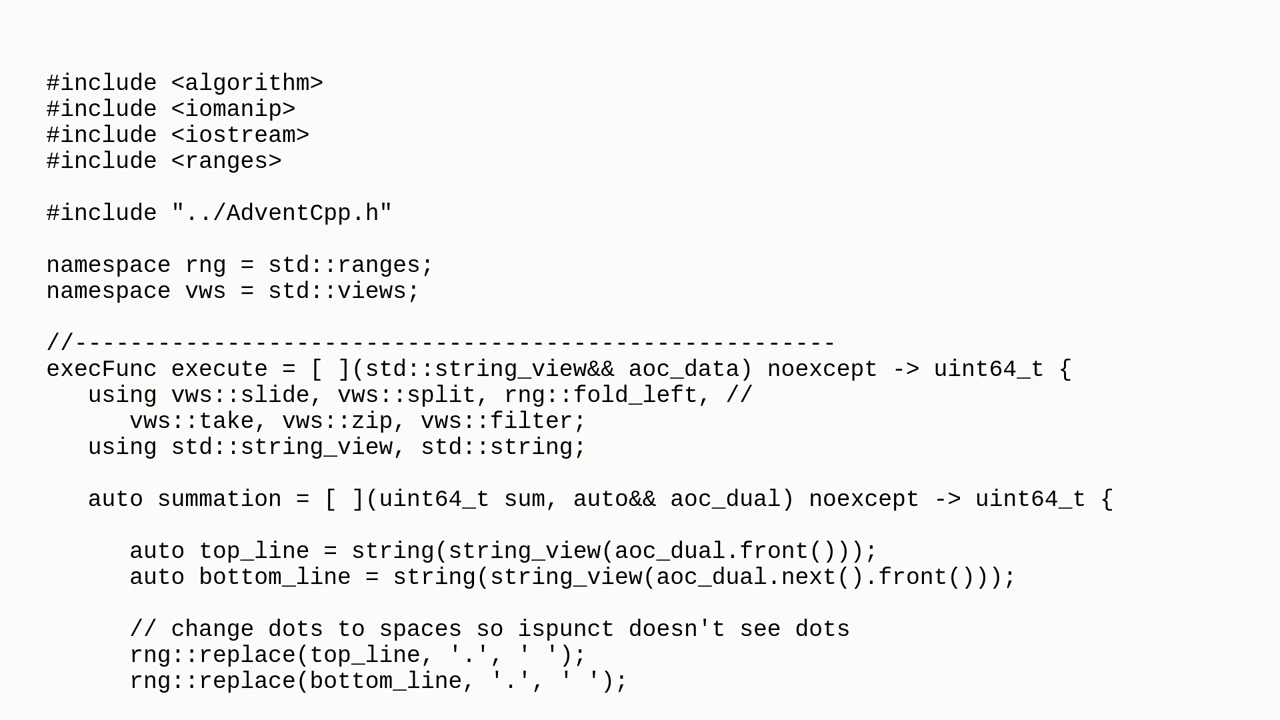 #include <algorithm>
#include <iomanip>
#include <iostream>
#include <ranges>

#include "../AdventCpp.h"

namespace rng = std::ranges;
namespace vws = std::views;

//-------------------------------------------------------
execFunc execute = [ ](std::string_view&& aoc_data) noexcept -> uint64_t {
   using vws::slide, vws::split, rng::fold_left, //
      vws::take, vws::zip, vws::filter;
   using std::string_view, std::string;

   auto summation = [ ](uint64_t sum, auto&& aoc_dual) noexcept -> uint64_t {

      auto top_line = string(string_view(aoc_dual.front()));
      auto bottom_line = string(string_view(aoc_dual.next().front()));

      // change dots to spaces so ispunct doesn't see dots
      rng::replace(top_line, '.', ' ');
      rng::replace(bottom_line, '.', ' ');